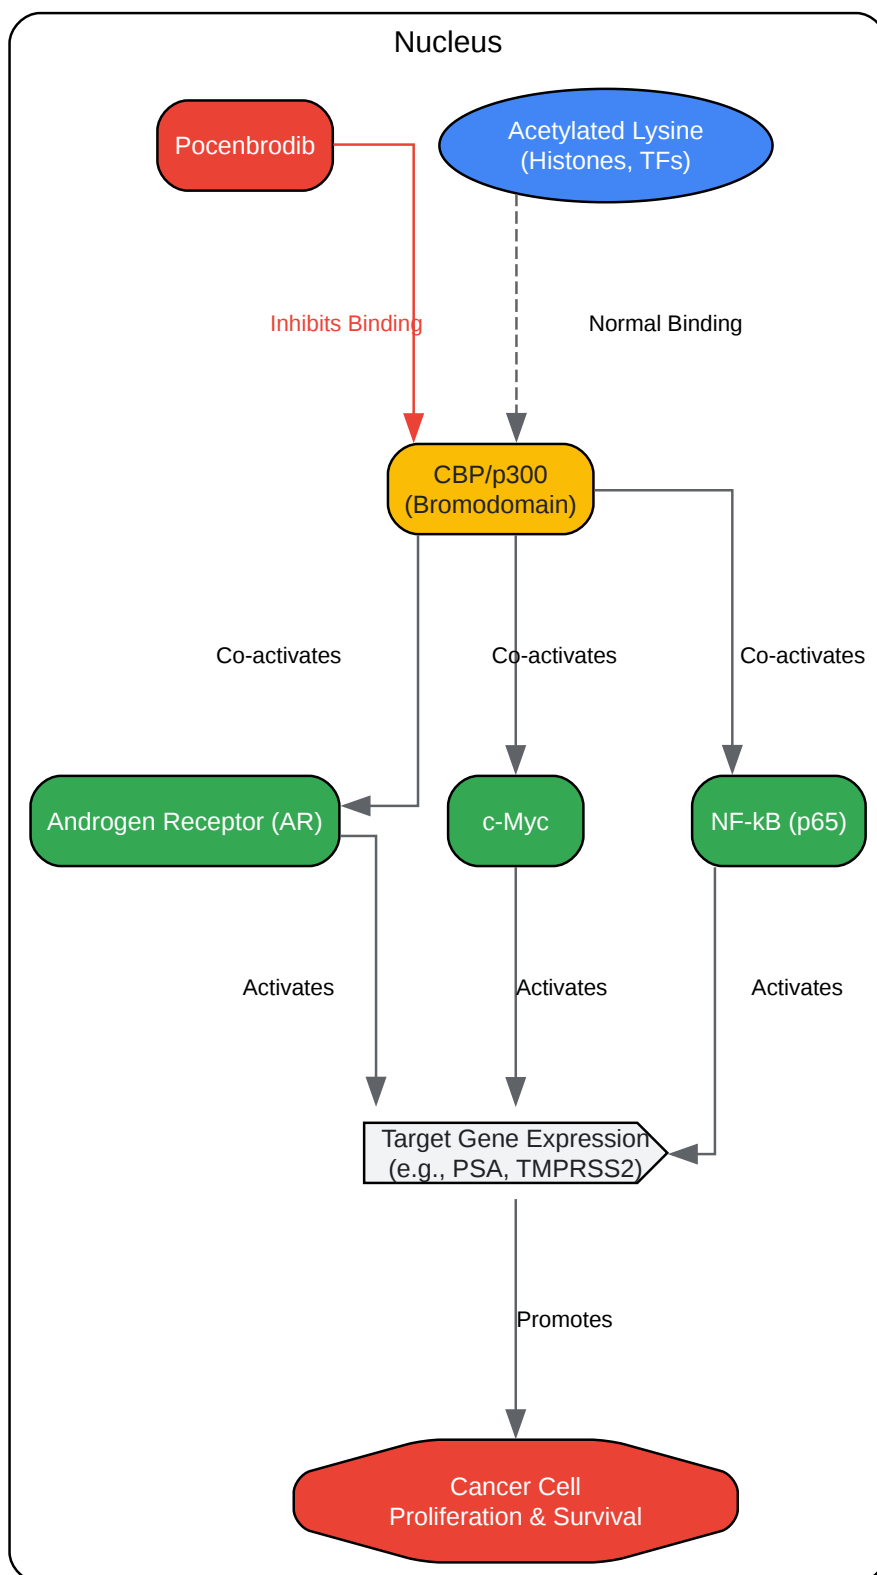 Nucleus
Pocenbrodib
Acetylated Lysine
(Histones, TFs)
Inhibits Binding
Normal Binding
CBP/p300
(Bromodomain)
Co-activates
Co-activates
Co-activates
Androgen Receptor (AR)
c-Myc
NF-kB (p65)
Activates
Activates
Activates
Target Gene Expression
(e.g., PSA, TMPRSS2)
Promotes
Cancer Cell
Proliferation & Survival